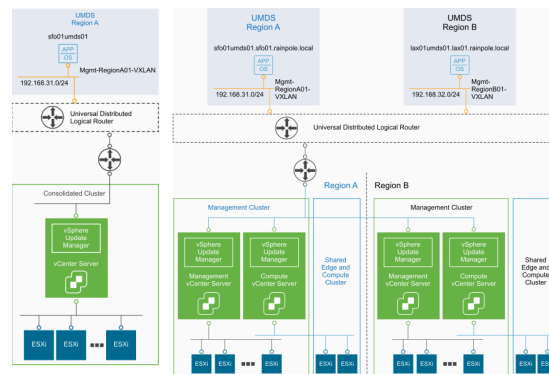 UMDS
Region A
sfo01umds01
APP
OS
Mgmt-RegionA01-VXLAN
192.168.31.0/24
Universal Distributed
Logical Router
Consolidated Cluster
vSphere
Update
Manager
vCenter Server
ESXi
ESXi
ESXi
UMDS
Region A
sfo01umds01.sfo01.rainpole.local
APP
OS
Mgmt-
RegionA01-
VXLAN
192.168.31.0/24
UMDS
Region B
lax01umds01.lax01.rainpole.local
APP
OS
Mgmt-
RegionB01-
VXLAN
192.168.32.0/24
Universal Distributed Logical Router
Region A
Region B
Management Cluster
vSphere
Update
Manager
Management
vCenter Server
vSphere
Update
Manager
Compute
vCenter Server
Shared
Edge and
Compute
Cluster
ESXi
ESXi
ESXi
ESXi
ESXi
Management Cluster
vSphere
Update
Manager
Management
vCenter Server
vSphere
Update
Manager
Compute
vCenter Server
Shared
Edge and
Compute
Cluster
ESXi
ESXi
ESXi
ESXi